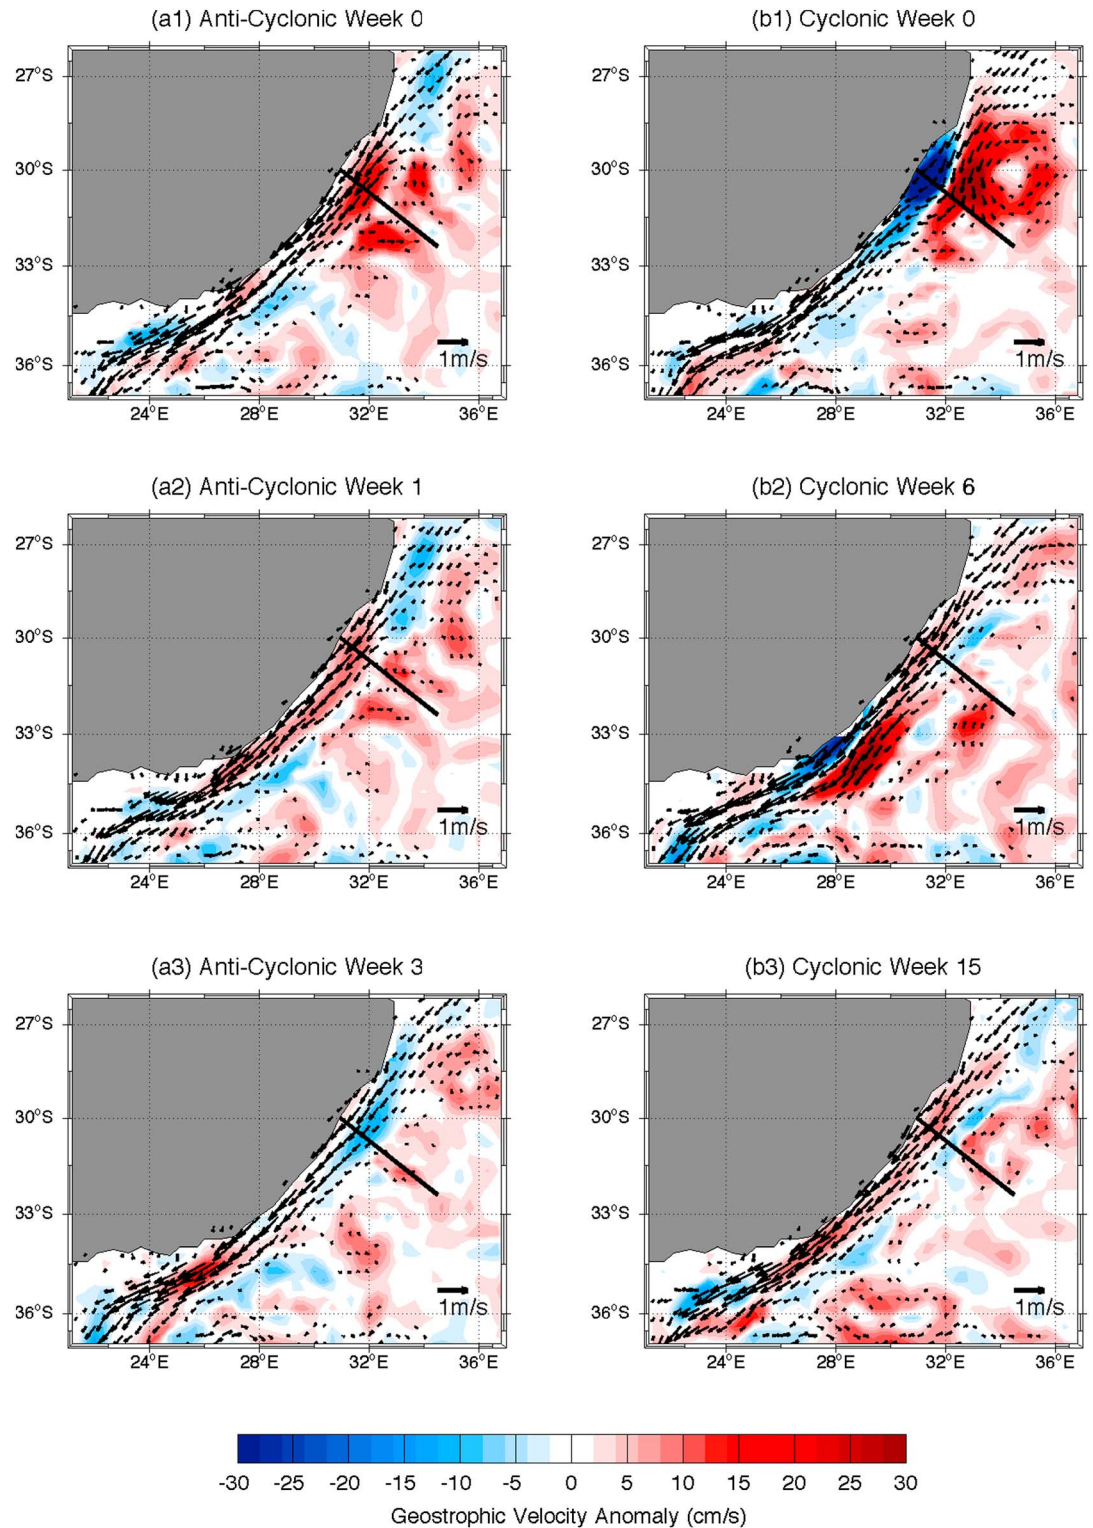 (a1) Anti-Cyclonic Week 0
(b1) Cyclonic Week 0
27°S
30°S
33°S
36°S
1m/s
24°E 28°E 32°E 36°E
27°S
30°S
33°S
36°S
1m/s
24°E 28°E 32°E 36°E
(a2) Anti-Cyclonic Week 1
(b2) Cyclonic Week 6
27°S
30°S
33°S
36°S
1m/s
24°E 28°E 32°E 36°E
27°S
30°S
33°S
36°S
1m/s
24°E 28°E 32°E 36°E
(a3) Anti-Cyclonic Week 3
(b3) Cyclonic Week 15
27°S
30°S
33°S
36°S
1m/s
24°E 28°E 32°E 36°E
27°S
30°S
33°S
36°S
1m/s
24°E 28°E 32°E 36°E
-30 -25 -20 -15 -10 -5 0 5 10 15 20 25 30
Geostrophic Velocity Anomaly (cm/s)